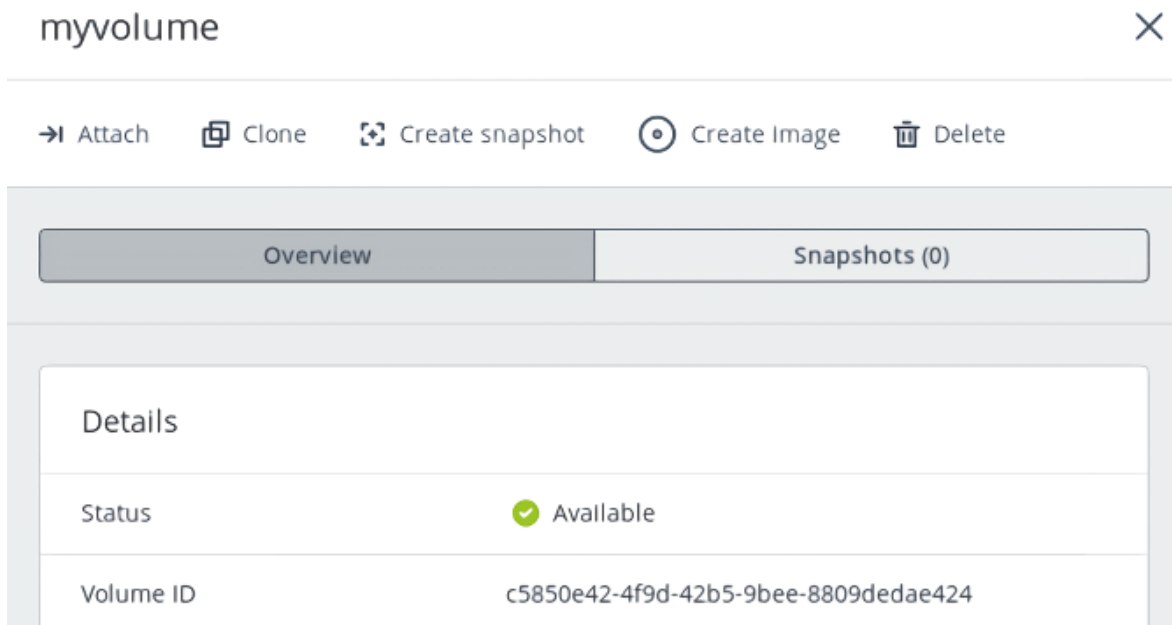 myvolume
Attach Clone Create snapshot Create Image Delete
Overview Snapshots (0)
Details
Status Available
Volume ID c5850e42-4f9d-42b5-9bee-8809dedae424